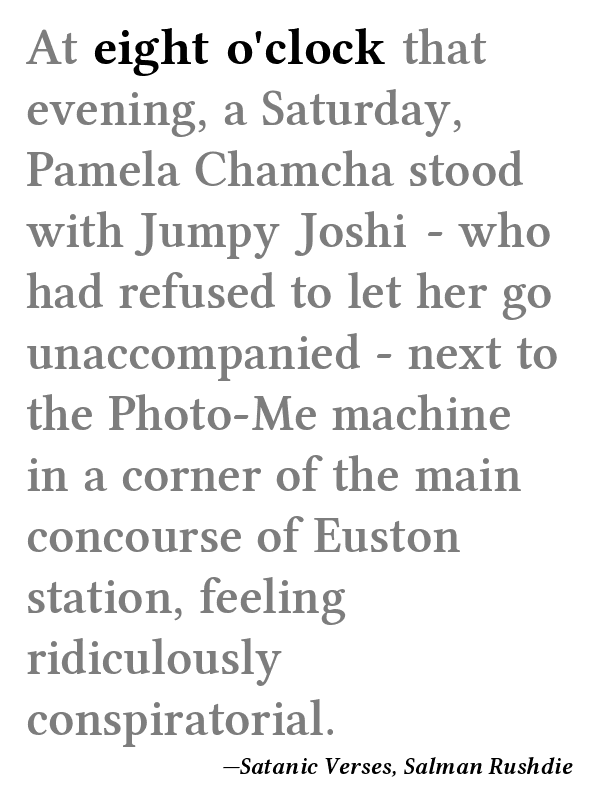 At eight o'clock that
evening, a Saturday,
Pamela Chamcha stood
with Jumpy Joshi - who
had refused to let her go
unaccompanied - next to
the Photo-Me machine
in a corner of the main
concourse of Euston
station, feeling
ridiculously
conspiratorial.
—Satanic Verses, Salman Rushdie